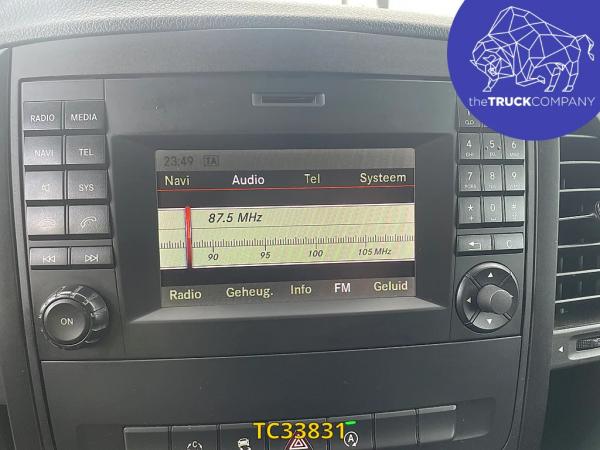 theTRUCKCOMPANY
RADIO MEDIA
NAVI TEL
SYS
ON
23:49 TA
Navi Audio Tel Systeem
87.5 MHz
90 95 100 105 MHz
Radio Geheug. Info FM Geluid
C
TC33831